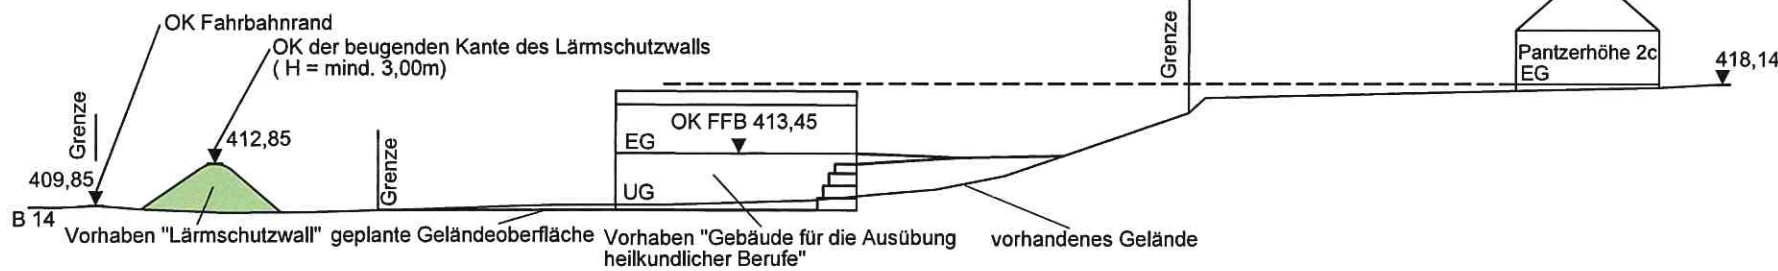 OK Fahrbahnrand
OK der beugenden Kante des Lärmschutzwalls
( H = mind. 3,00m)
Grenze
Grenze
Pantzerhöhe 2c
EG
418,14
412,85
OK FFB 413,45
EG
Grenze
409,85
UG
B 14
Vorhaben "Lärmschutzwall"
geplante Geländeoberfläche
Vorhaben "Gebäude für die Ausübung
heilkundlicher Berufe"
vorhandenes Gelände